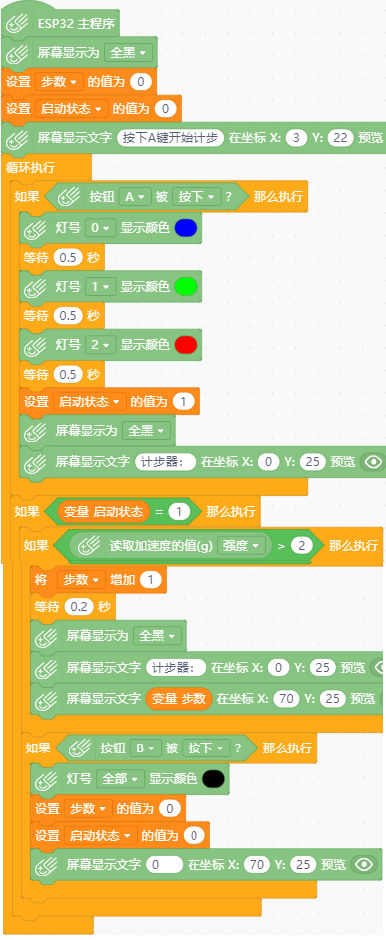 ESP32 主程序
屏幕显示为 全黑
设置 步数 的值为 0
设置 启动状态 的值为 0
屏幕显示文字 按下A键开始计步 在坐标 X: 3 Y: 22 预览
循环执行
如果 按钮 A 被 按下 ? 那么执行
灯号 0 显示颜色
等待 0.5 秒
灯号 1 显示颜色
等待 0.5 秒
灯号 2 显示颜色
等待 0.5 秒
设置 启动状态 的值为 1
屏幕显示为 全黑
屏幕显示文字 计步器: 在坐标 X: 0 Y: 25 预览
如果 变量 启动状态 = 1 那么执行
如果 读取加速度的值(g) 强度 > 2 那么执行
将 步数 增加 1
等待 0.2 秒
屏幕显示为 全黑
屏幕显示文字 计步器: 在坐标 X: 0 Y: 25 预览
屏幕显示文字 变量 步数 在坐标 X: 70 Y: 25 预览
如果 按钮 B 被 按下 ? 那么执行
灯号 全部 显示颜色
设置 步数 的值为 0
设置 启动状态 的值为 0
屏幕显示文字 0 在坐标 X: 70 Y: 25 预览